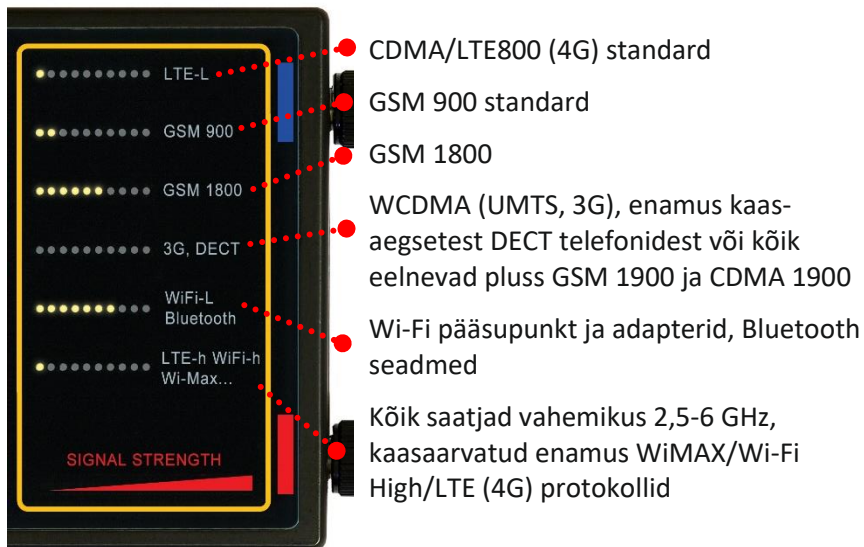 LTE-L
CDMA/LTE800 (4G) standard
GSM 900
GSM 900 standard
GSM 1800
GSM 1800
3G, DECT
WCDMA (UMTS, 3G), enamus kaas-
aegsetest DECT telefonidest või kõik
eelnevad pluss GSM 1900 ja CDMA 1900
WiFi-L
Bluetooth
Wi-Fi pääsupunkt ja adapterid, Bluetooth
seadmed
LTE-h WiFi-h
Wi-Max...
Kõik saatjad vahemikus 2,5-6 GHz,
kaasaarvatud enamus WiMAX/Wi-Fi
High/LTE (4G) protokollid
SIGNAL STRENGTH